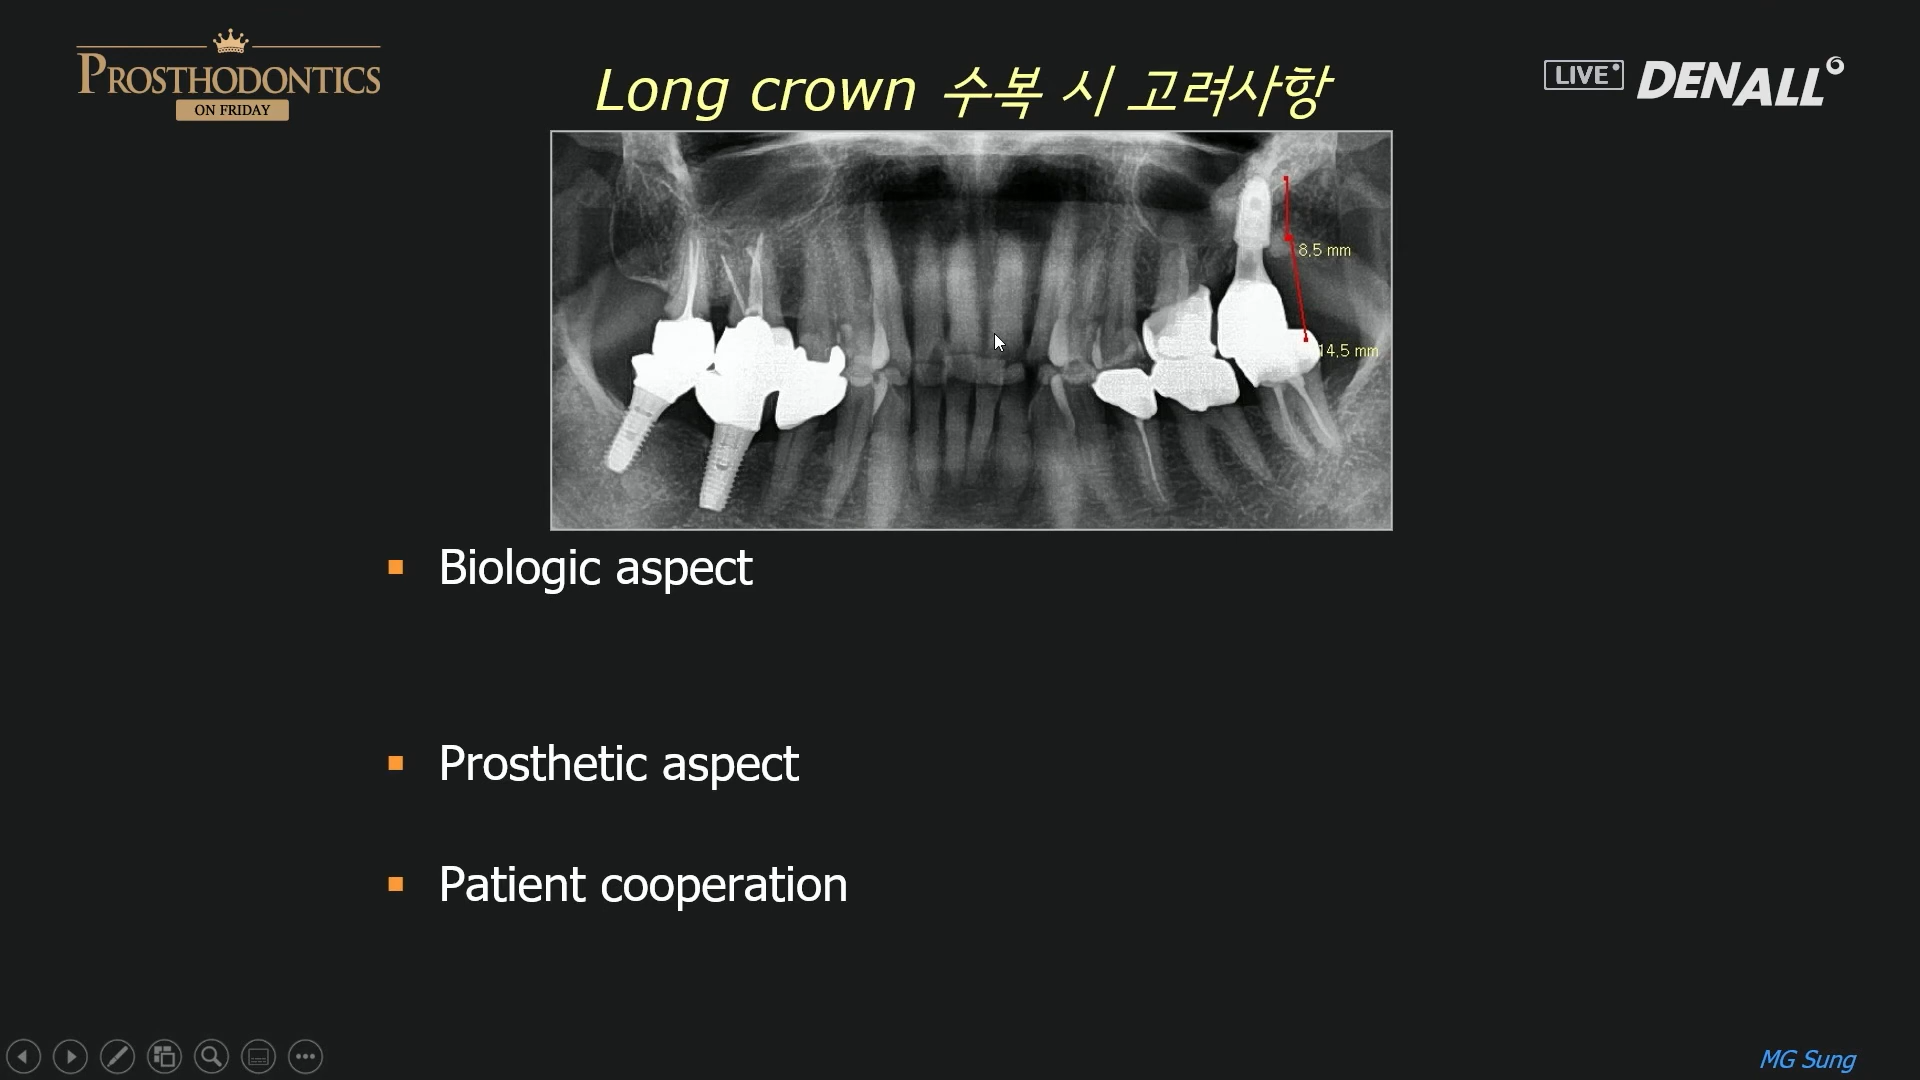 PROSTHODONTICS
ON FRIDAY
Long crown 수복 시 고려사항
LIVE
DENALL
8,5 mm
14,5 mm
Biologic aspect
Prosthetic aspect
Patient cooperation
MG Sung